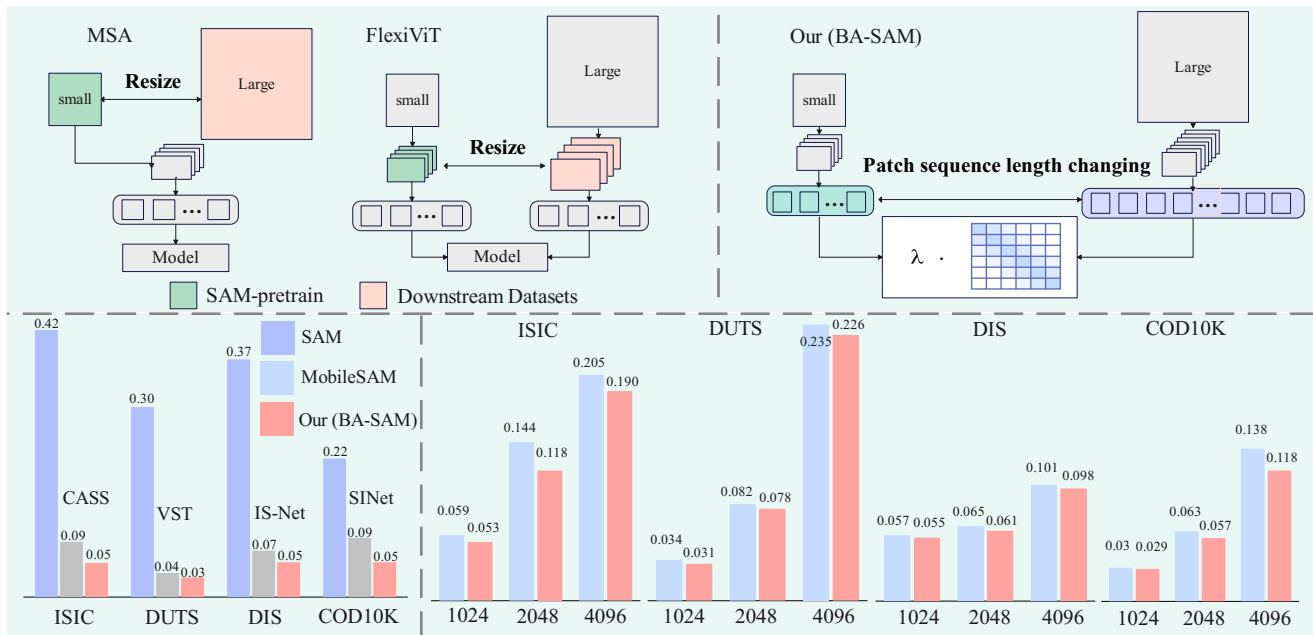 MSA
small
Resize
Large
Model
FlexiViT
small
Large
Resize
Model
SAM-pretrain
Downstream Datasets
Our (BA-SAM)
small
Large
Patch sequence length changing
λ ·
0.42
0.30
0.37
0.22
SAM
MobileSAM
Our (BA-SAM)
CASS
VST
IS-Net
SINet
0.09
0.05
0.04
0.03
0.07
0.05
0.09
0.05
ISIC
DUTS
DIS
COD10K
ISIC
0.059
0.053
0.144
0.118
0.205
0.190
1024
2048
4096
DUTS
0.034
0.031
0.082
0.078
0.235
0.226
1024
2048
4096
DIS
0.057
0.055
0.065
0.061
0.101
0.098
1024
2048
4096
COD10K
0.03
0.029
0.063
0.057
0.138
0.118
1024
2048
4096